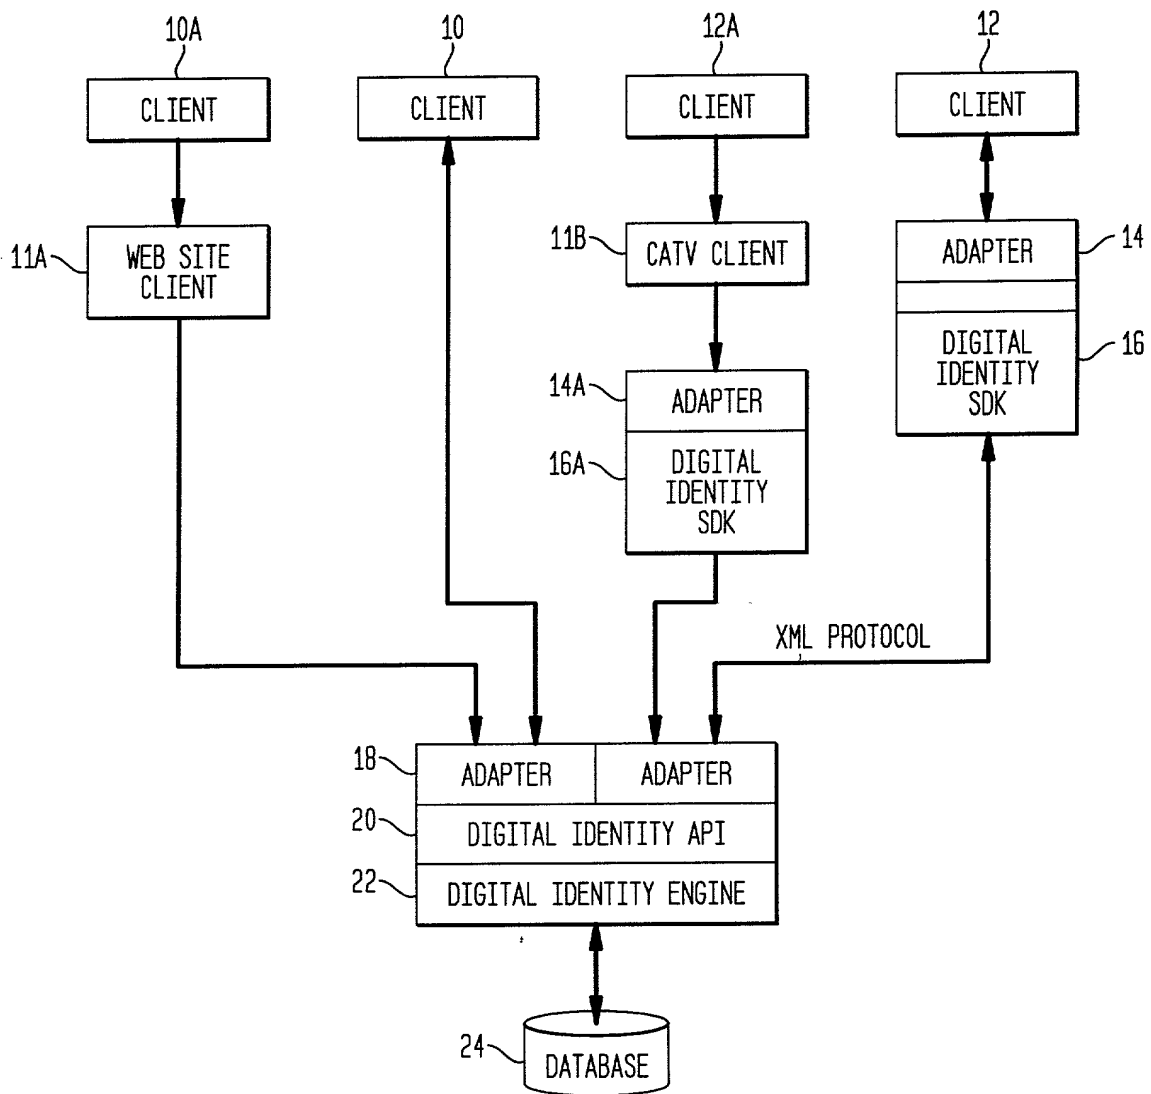 10A
10
12A
12
CLIENT
CLIENT
CLIENT
CLIENT
11A
WEB SITE
CLIENT
11B
CATV CLIENT
ADAPTER
14
DIGITAL
IDENTITY
SDK
16
14A
ADAPTER
16A
DIGITAL
IDENTITY
SDK
XML PROTOCOL
18
ADAPTER
ADAPTER
20
DIGITAL IDENTITY API
22
DIGITAL IDENTITY ENGINE
24
DATABASE